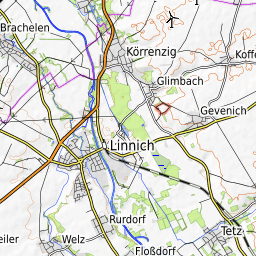 Brachelen
Körrenzig
Koffe
Glimbach
Gevenich
Linnich
Rurdorf
Tetz
eiler
Welz
Floßdorf